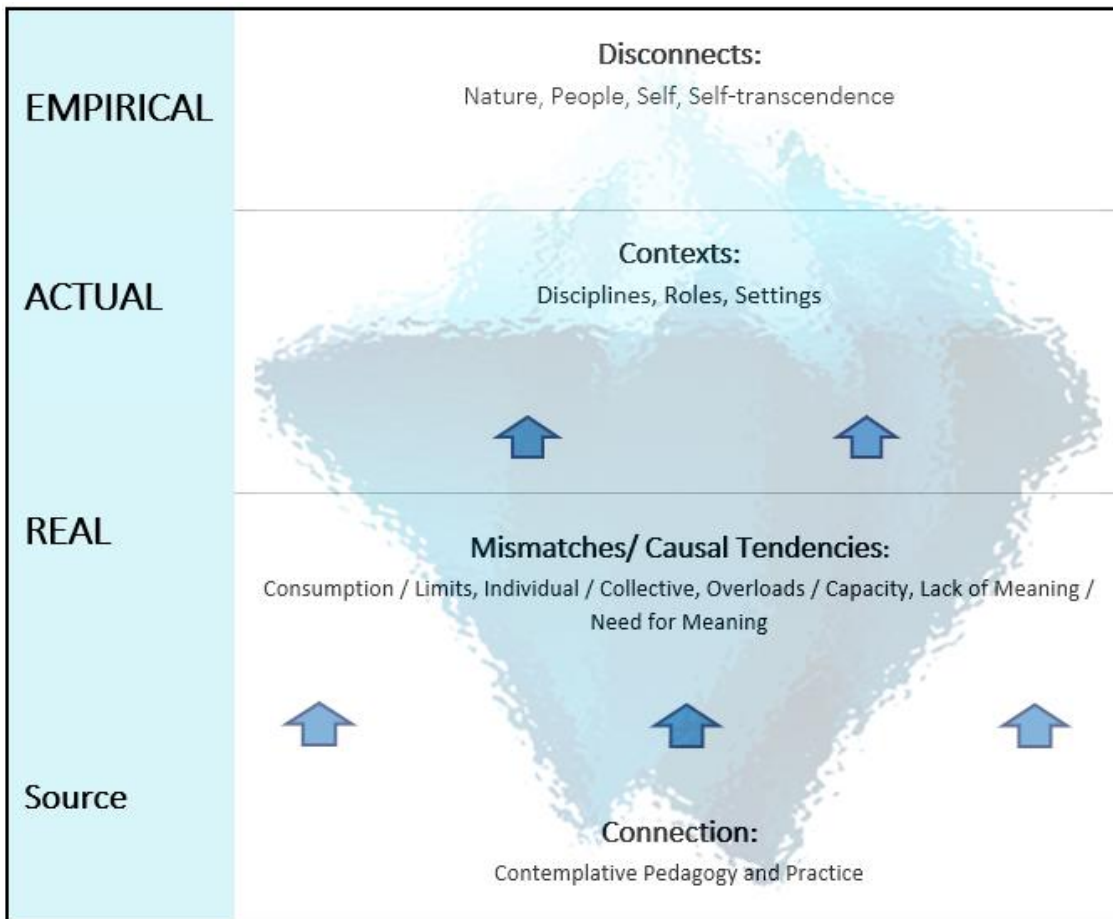 EMPIRICAL
Disconnects:
Nature, People, Self, Self-transcendence
ACTUAL
Contexts:
Disciplines, Roles, Settings
REAL
Mismatches/ Causal Tendencies:
Consumption / Limits, Individual / Collective, Overloads / Capacity, Lack of Meaning /
Need for Meaning
Source
Connection:
Contemplative Pedagogy and Practice